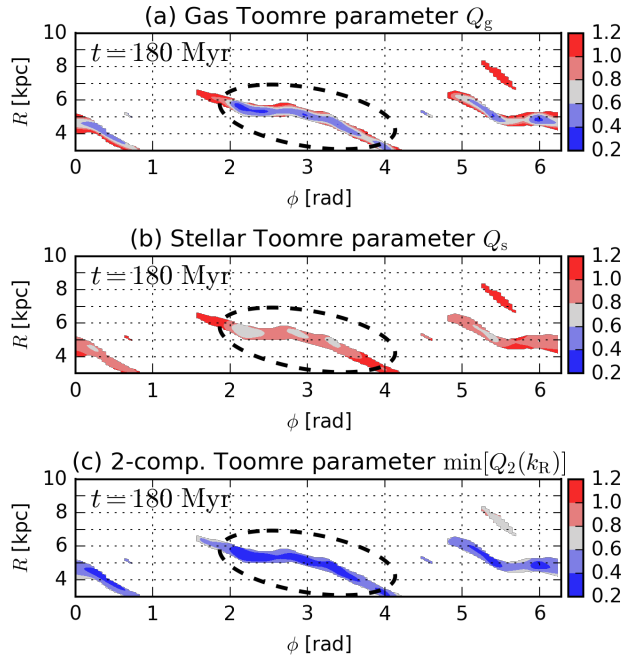 (a) Gas Toomre parameter Q_g
t = 180 Myr
R [kpc]
10
8
6
4
0 1 2 3 4 5 6
ϕ [rad]
1.2
1.0
0.8
0.6
0.4
0.2
(b) Stellar Toomre parameter Q_s
t = 180 Myr
R [kpc]
10
8
6
4
0 1 2 3 4 5 6
ϕ [rad]
1.2
1.0
0.8
0.6
0.4
0.2
(c) 2-comp. Toomre parameter min[Q_2(k_R)]
t = 180 Myr
R [kpc]
10
8
6
4
0 1 2 3 4 5 6
ϕ [rad]
1.2
1.0
0.8
0.6
0.4
0.2